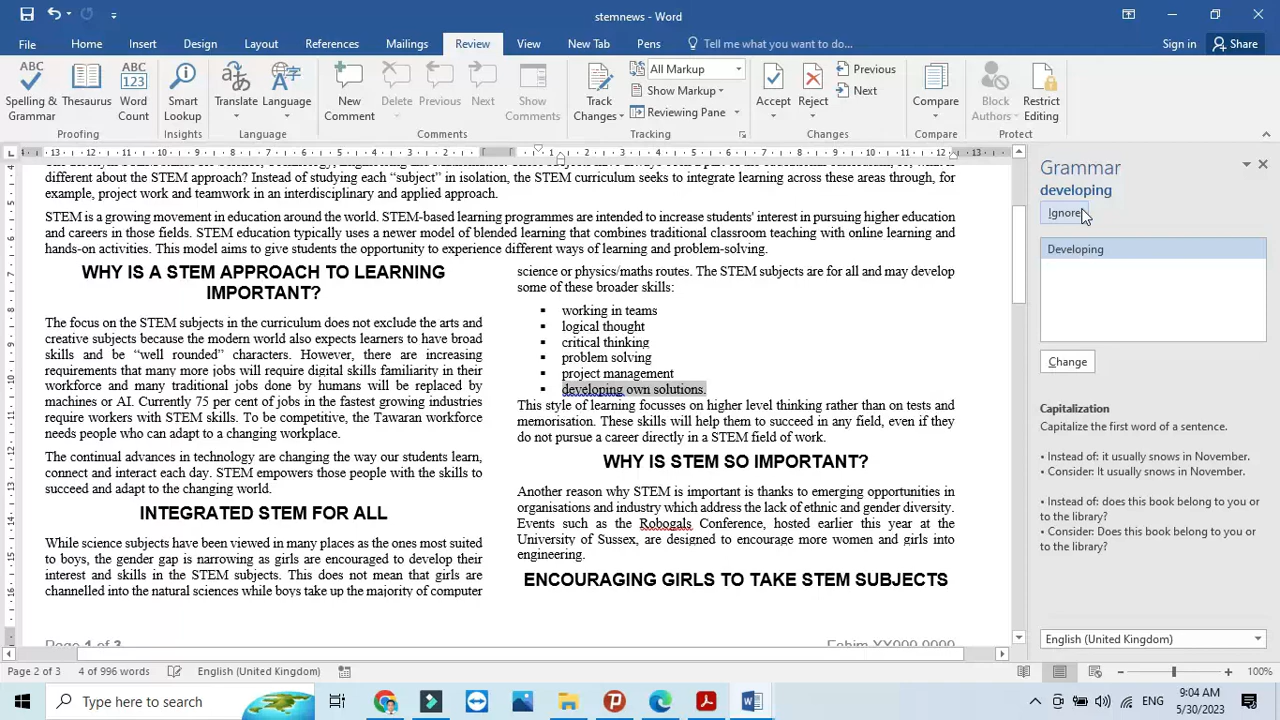 stemnews - Word
File Home Insert Design Layout References Mailings Review View New Tab Pens Tell me what you want to do... Sign in Share
Spelling & Grammar
Thesaurus
Word Count
Smart Lookup
Translate
Language
New Comment
Delete
Previous
Next
Show Comments
Track Changes
All Markup
Show Markup
Reviewing Pane
Accept
Reject
Previous
Next
Compare
Block Authors
Restrict Editing
Proofing Insights Language Comments Tracking Changes Compare Protect
different about the STEM approach? Instead of studying each “subject” in isolation, the STEM curriculum seeks to integrate learning across these areas through, for
example, project work and teamwork in an interdisciplinary and applied approach.
STEM is a growing movement in education around the world. STEM-based learning programmes are intended to increase students' interest in pursuing higher education
and careers in those fields. STEM education typically uses a newer model of blended learning that combines traditional classroom teaching with online learning and
hands-on activities. This model aims to give students the opportunity to experience different ways of learning and problem-solving.
WHY IS A STEM APPROACH TO LEARNING
IMPORTANT?
The focus on the STEM subjects in the curriculum does not exclude the arts and
creative subjects because the modern world also expects learners to have broad
skills and be “well rounded” characters. However, there are increasing
requirements that many more jobs will require digital skills familiarity in their
workforce and many traditional jobs done by humans will be replaced by
machines or AI. Currently 75 per cent of jobs in the fastest growing industries
require workers with STEM skills. To be competitive, the Tawaran workforce
needs people who can adapt to a changing workplace.
The continual advances in technology are changing the way our students learn,
connect and interact each day. STEM empowers those people with the skills to
succeed and adapt to the changing world.
INTEGRATED STEM FOR ALL
While science subjects have been viewed in many places as the ones most suited
to boys, the gender gap is narrowing as girls are encouraged to develop their
interest and skills in the STEM subjects. This does not mean that girls are
channelled into the natural sciences while boys take up the majority of computer
science or physics/maths routes. The STEM subjects are for all and may develop
some of these broader skills:
▪ working in teams
▪ logical thought
▪ critical thinking
▪ problem solving
▪ project management
▪ developing own solutions.
This style of learning focusses on higher level thinking rather than on tests and
memorisation. These skills will help them to succeed in any field, even if they
do not pursue a career directly in a STEM field of work.
WHY IS STEM SO IMPORTANT?
Another reason why STEM is important is thanks to emerging opportunities in
organisations and industry which address the lack of ethnic and gender diversity.
Events such as the Robogals Conference, hosted earlier this year at the
University of Sussex, are designed to encourage more women and girls into
engineering.
ENCOURAGING GIRLS TO TAKE STEM SUBJECTS
Page 1 of 3
Grammar
developing
Ignore
Developing
Change
Capitalization
Capitalize the first word of a sentence.
• Instead of: it usually snows in November.
• Consider: It usually snows in November.
• Instead of: does this book belong to you or
to the library?
• Consider: Does this book belong to you or
to the library?
English (United Kingdom)
Page 2 of 3 4 of 996 words English (United Kingdom) 100%
Type here to search
ENG
9:04 AM
5/30/2023